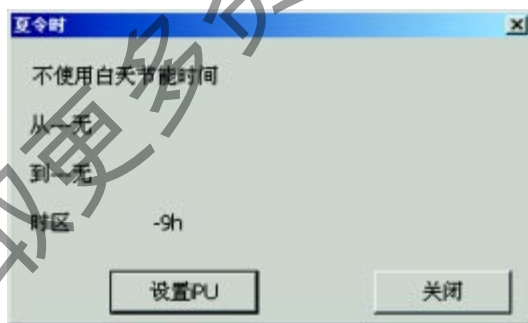 夏令时
不使用白天节能时间
从---无
到---无
时区 -9h
设置PU 关闭